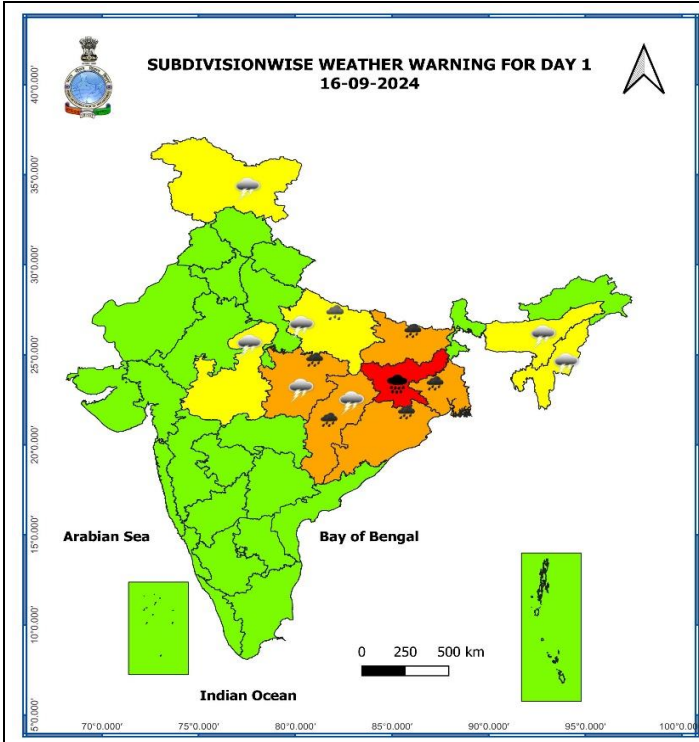 SUBDIVISIONWISE WEATHER WARNING FOR DAY 1
16-09-2024
40°0.000'
35°0.000'
30°0.000'
25°0.000'
20°0.000'
15°0.000'
10°0.000'
5°0.000'
Arabian Sea
Bay of Bengal
0 250 500 km
Indian Ocean
70°0.000' 75°0.000' 80°0.000' 85°0.000' 90°0.000' 95°0.000' 100°0.00